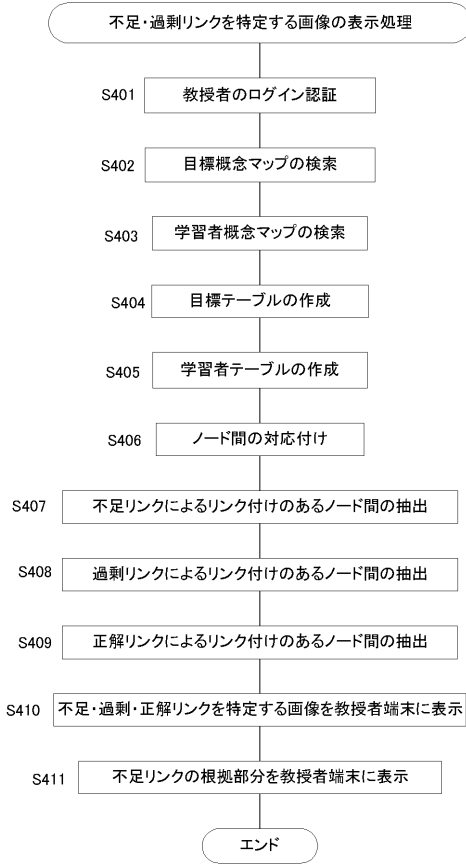 不足・過剰リンクを特定する画像の表示処理
S401 教授者のログイン認証
S402 目標概念マップの検索
S403 学習者概念マップの検索
S404 目標テーブルの作成
S405 学習者テーブルの作成
S406 ノード間の対応付け
S407 不足リンクによるリンク付けのあるノード間の抽出
S408 過剰リンクによるリンク付けのあるノード間の抽出
S409 正解リンクによるリンク付けのあるノード間の抽出
S410 不足・過剰・正解リンクを特定する画像を教授者端末に表示
S411 不足リンクの根拠部分を教授者端末に表示
エンド